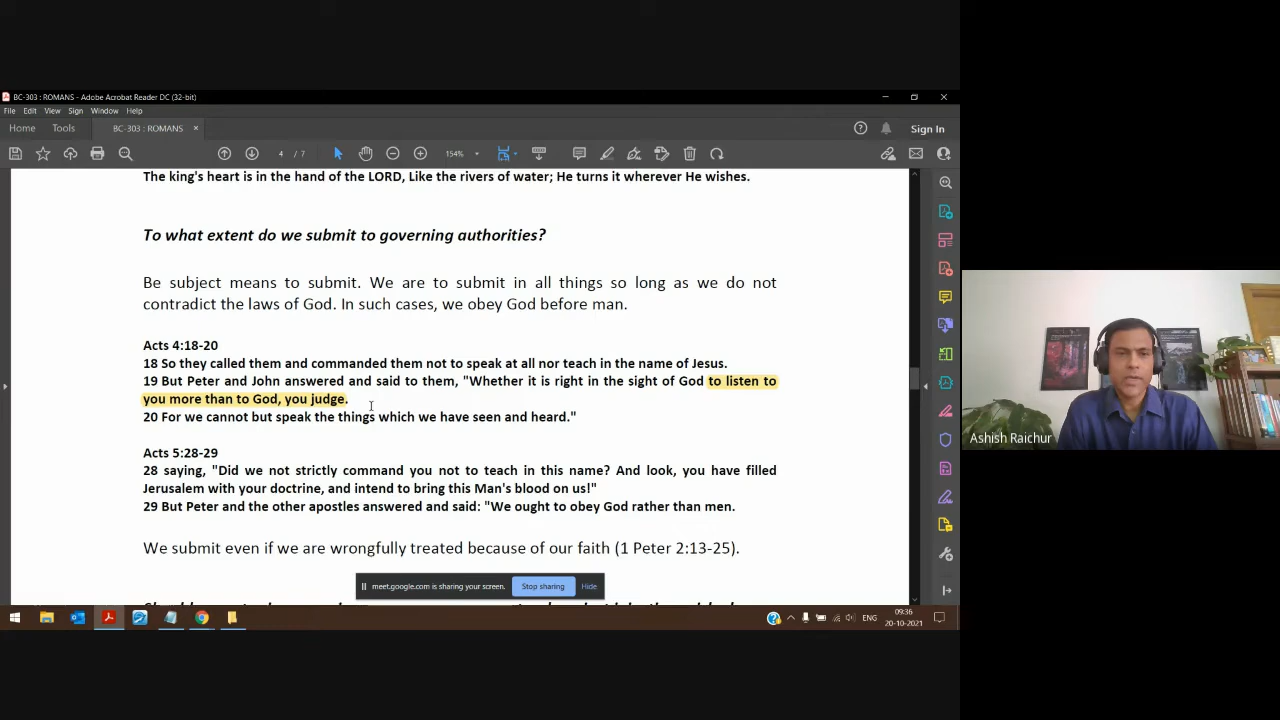 BC-303 : ROMANS - Adobe Acrobat Reader DC (32-bit)
File Edit View Sign Window Help
Home Tools BC-303 : ROMANS × Sign In
4 / 7 154%
The king's heart is in the hand of the LORD, Like the rivers of water; He turns it wherever He wishes.
To what extent do we submit to governing authorities?
Be subject means to submit. We are to submit in all things so long as we do not
contradict the laws of God. In such cases, we obey God before man.
Acts 4:18-20
18 So they called them and commanded them not to speak at all nor teach in the name of Jesus.
19 But Peter and John answered and said to them, "Whether it is right in the sight of God to listen to
you more than to God, you judge.
20 For we cannot but speak the things which we have seen and heard."
Acts 5:28-29
28 saying, "Did we not strictly command you not to teach in this name? And look, you have filled
Jerusalem with your doctrine, and intend to bring this Man's blood on us!"
29 But Peter and the other apostles answered and said: "We ought to obey God rather than men.
We submit even if we are wrongfully treated because of our faith (1 Peter 2:13-25).
meet.google.com is sharing your screen. Stop sharing Hide
ENG
09:36
20-10-2021
Ashish Raichur